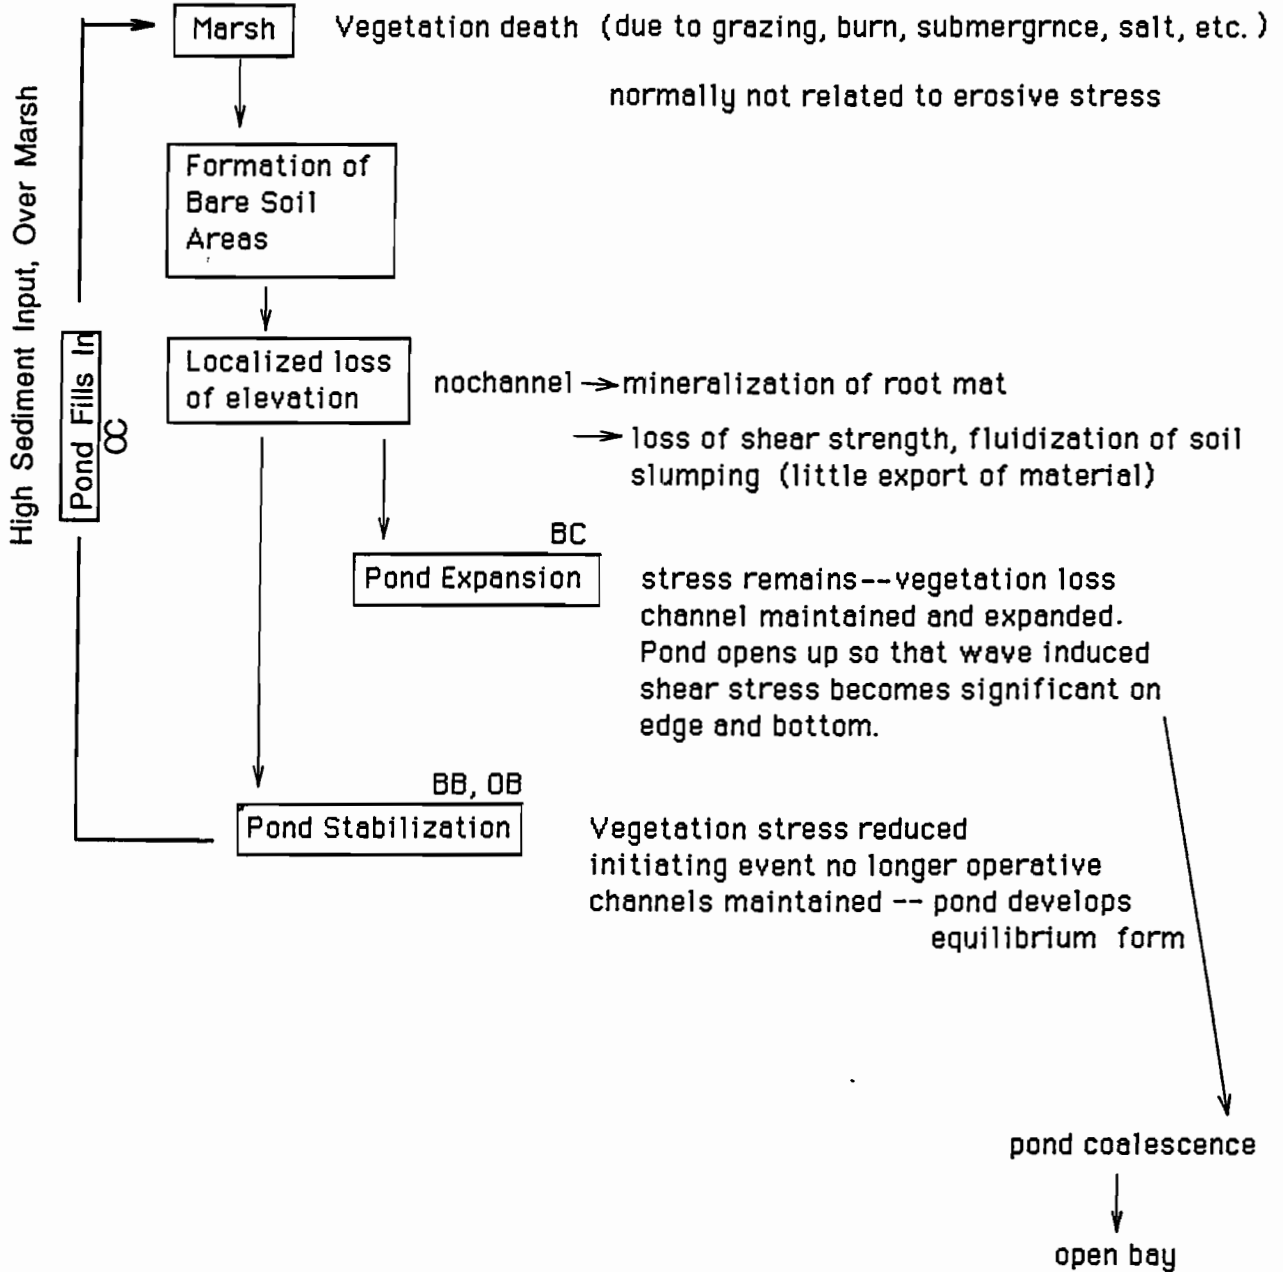 Marsh
Vegetation death (due to grazing, burn, submergrnce, salt, etc. )
normally not related to erosive stress
Formation of
Bare Soil
Areas
High Sediment Input, Over Marsh
Pond Fills In
OC
Localized loss
of elevation
nochannel → mineralization of root mat
→ loss of shear strength, fluidization of soil
slumping (little export of material)
BC
Pond Expansion
stress remains--vegetation loss
channel maintained and expanded.
Pond opens up so that wave induced
shear stress becomes significant on
edge and bottom.
BB, OB
Pond Stabilization
Vegetation stress reduced
initiating event no longer operative
channels maintained -- pond develops
equilibrium form
pond coalescence
open bay